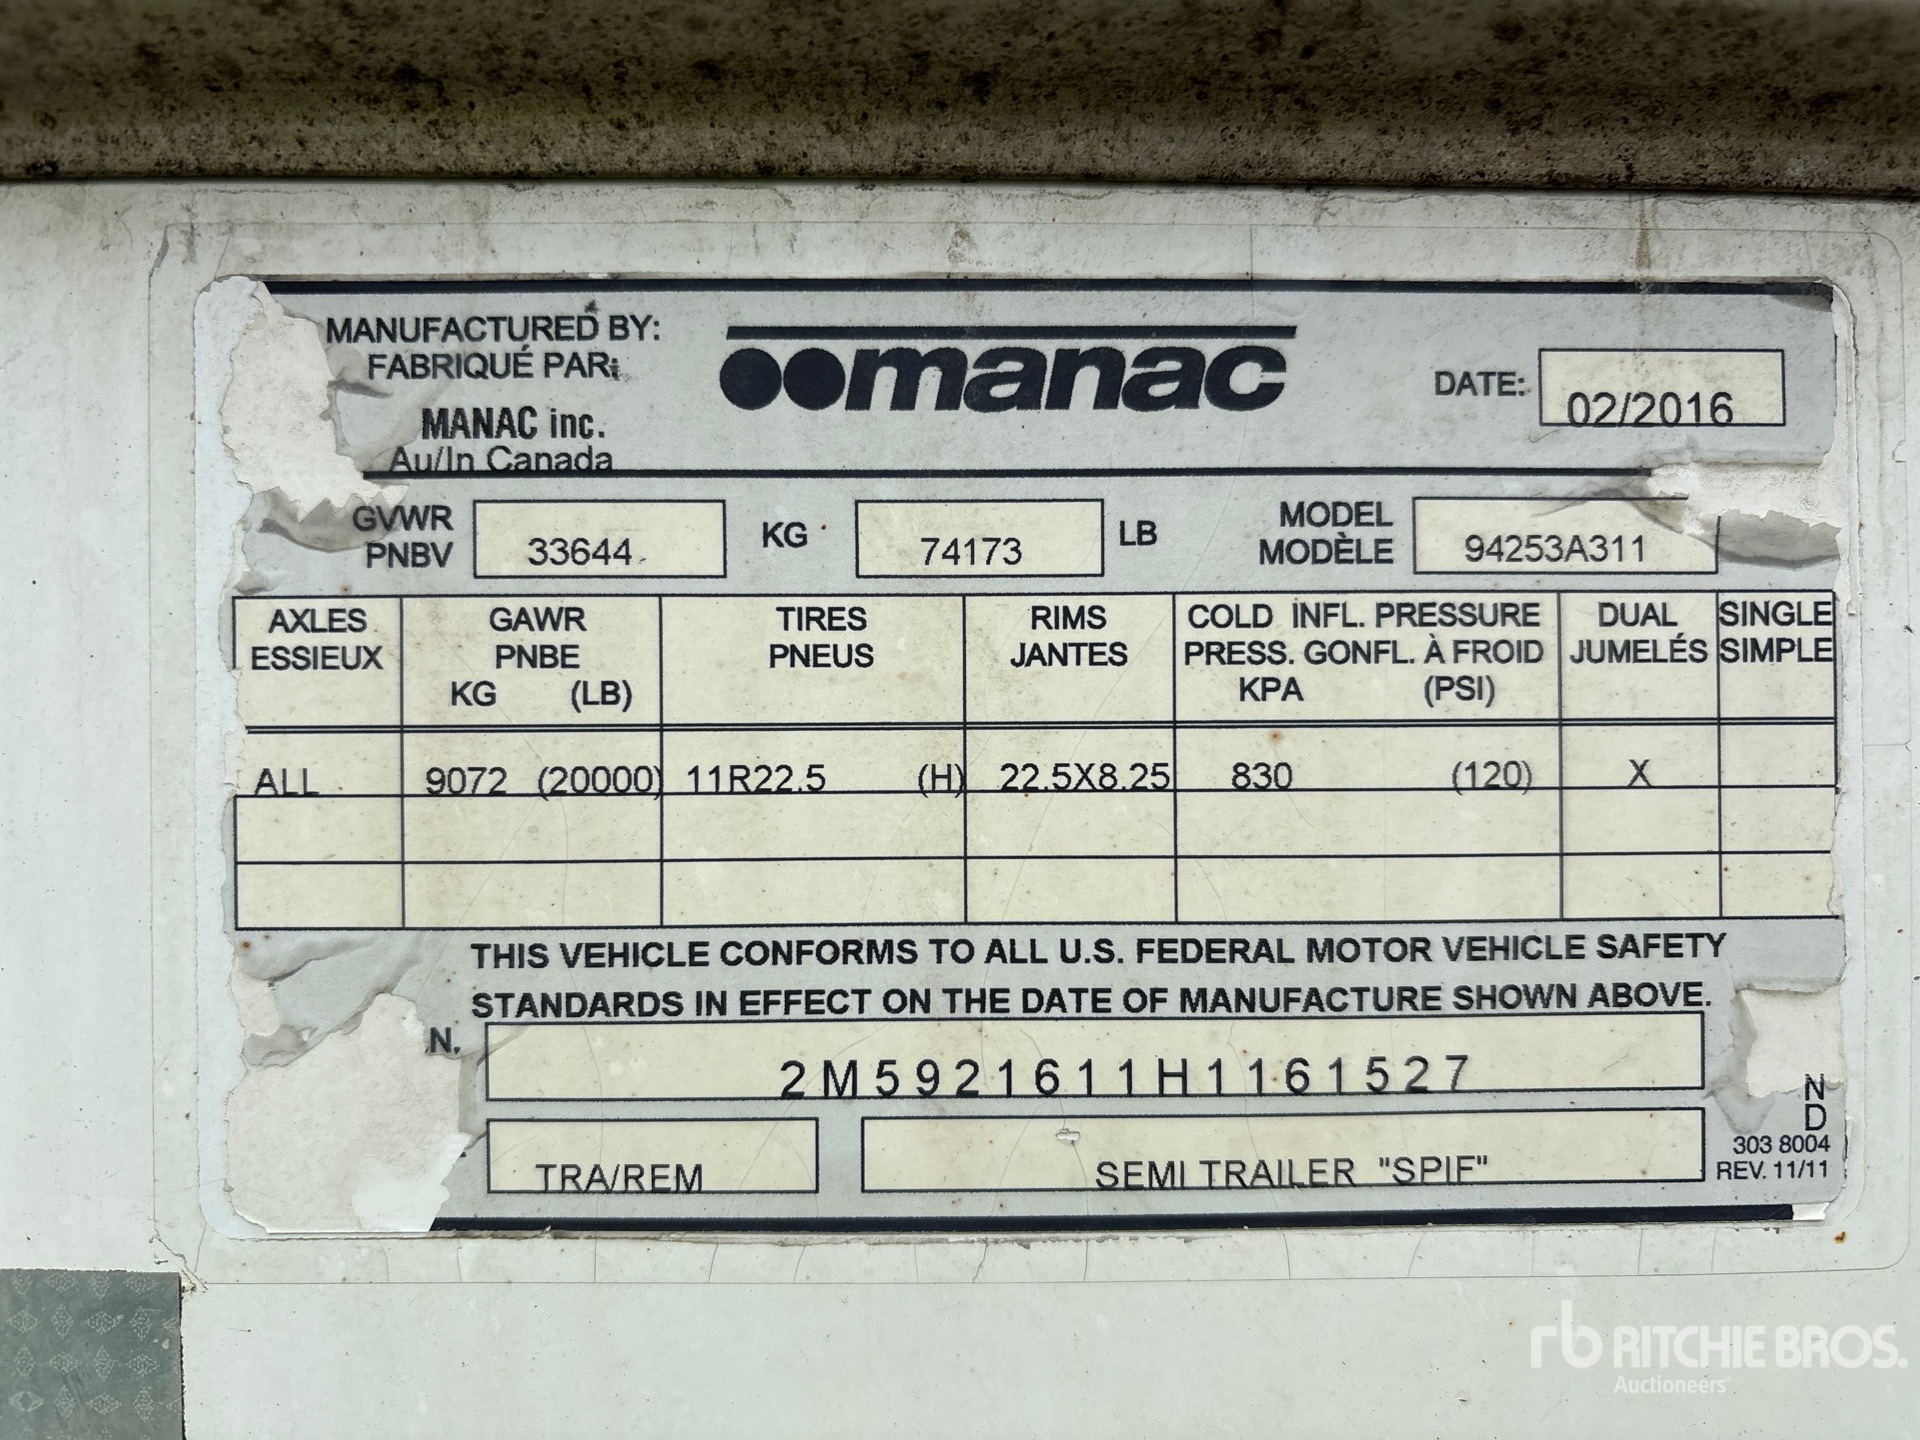 MANUFACTURED BY:
FABRIQUÉ PAR:
MANAC inc.
Au/In Canada
manac
DATE: 02/2016
GVWR
PNBV
33644 KG 74173 LB
MODEL
MODÈLE
94253A311
AXLES
ESSIEUX
GAWR
PNBE
KG (LB)
TIRES
PNEUS
RIMS
JANTES
COLD INFL. PRESSURE
PRESS. GONFL. À FROID
KPA (PSI)
DUAL
JUMELÉS
SINGLE
SIMPLE
ALL 9072 (20000) 11R22.5 (H) 22.5X8.25 830 (120) X
THIS VEHICLE CONFORMS TO ALL U.S. FEDERAL MOTOR VEHICLE SAFETY
STANDARDS IN EFFECT ON THE DATE OF MANUFACTURE SHOWN ABOVE.
N. 2M5921611H1161527
TRA/REM SEMI TRAILER "SPIF"
N
D
303 8004
REV. 11/11
rb RITCHIE BROS.
Auctioneers